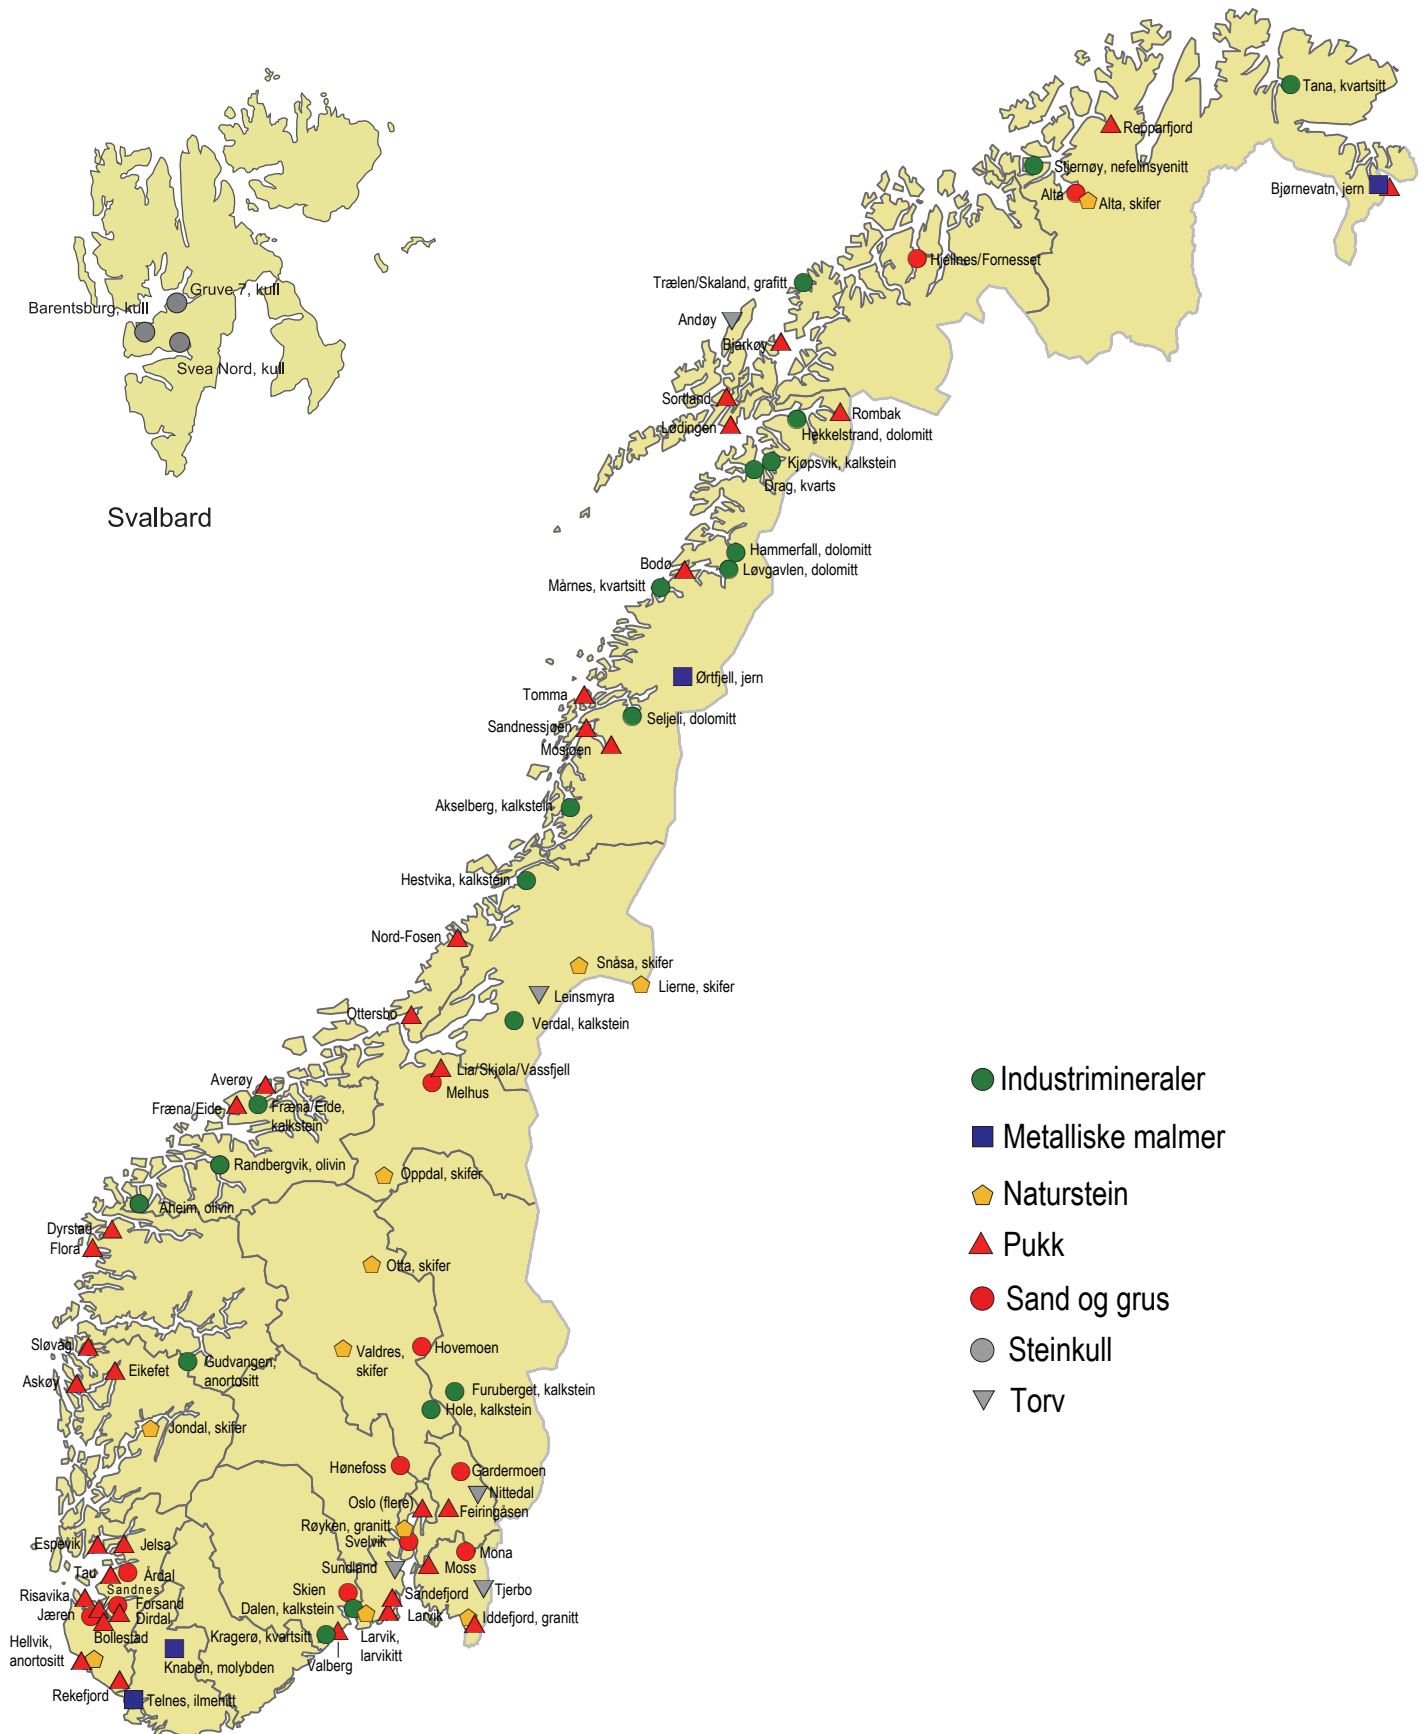 Tana, kvartsitt
Repparfjord
Stjernøy, nefelinsyenitt
Bjørnevatn, jern
Alta
Alta, skifer
Hjellnes/Fornesset
Trælen/Skaland, grafitt
Gruve 7, kull
Barentsburg, kull
Svea Nord, kull
Svalbard
Andøy
Bjarkøy
Sortland
Rombak
Lødingen
Hekkelstrand, dolomitt
Kjøpsvik, kalkstein
Drag, kvarts
Hammerfall, dolomitt
Bodø
Løvgavlen, dolomitt
Mårnes, kvartsitt
Ørtfjell, jern
Tomma
Seljeli, dolomitt
Sandnessjøen
Mosjøen
Akselberg, kalkstein
Hestvika, kalkstein
Nord-Fosen
Snåsa, skifer
Lierne, skifer
Leinsmyra
Ottersbo
Verdal, kalkstein
Lia/Skjøla/Vassfjell
Averøy
Melhus
Fræna/Eide
Fræna/Eide,
kalkstein
Randbergvik, olivin
Oppdal, skifer
Åheim, olivin
Dyrstad
Flora
Otta, skifer
Sløvåg
Hovemoen
Valdres,
skifer
Gudvangen,
anortositt
Eikefet
Askøy
Furuberget, kalkstein
Hole, kalkstein
Jondal, skifer
Hønefoss
Gardermoen
Nittedal
Oslo (flere)
Feiringåsen
Røyken, granitt
Svelvik
Espevik
Jelsa
Mona
Sundland
Moss
Tau
Årdal
Sandnes
Tjerbo
Skien
Sandefjord
Risavika
Forsand
Dalen, kalkstein
Jæren
Dirdal
Larvik
Iddefjord, granitt
Bollestad
Kragerø, kvartsitt
Larvik,
larvikitt
Hellvik,
anortositt
Valberg
Knaben, molybden
Rekefjord
Telnes, ilmenitt
Industrimineraler
Metalliske malmer
Naturstein
Pukk
Sand og grus
Steinkull
Torv